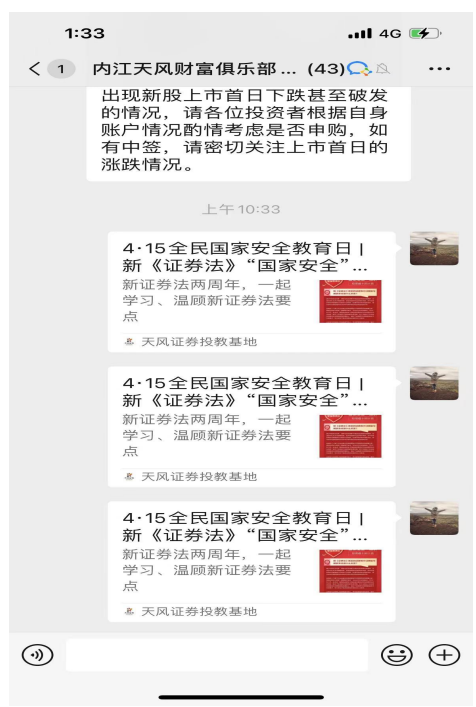 1:33
4G
1
内江天风财富俱乐部... (43)
出现新股上市首日下跌甚至破发
的情况，请各位投资者根据自身
账户情况酌情考虑是否申购，如
有中签，请密切关注上市首日的
涨跌情况。
上午10:33
4·15全民国家安全教育日 |
新《证券法》“国家安全”...
新证券法两周年，一起
学习、温顾新证券法要
点
天风证券投教基地
4·15全民国家安全教育日 |
新《证券法》“国家安全”...
新证券法两周年，一起
学习、温顾新证券法要
点
天风证券投教基地
4·15全民国家安全教育日 |
新《证券法》“国家安全”...
新证券法两周年，一起
学习、温顾新证券法要
点
天风证券投教基地